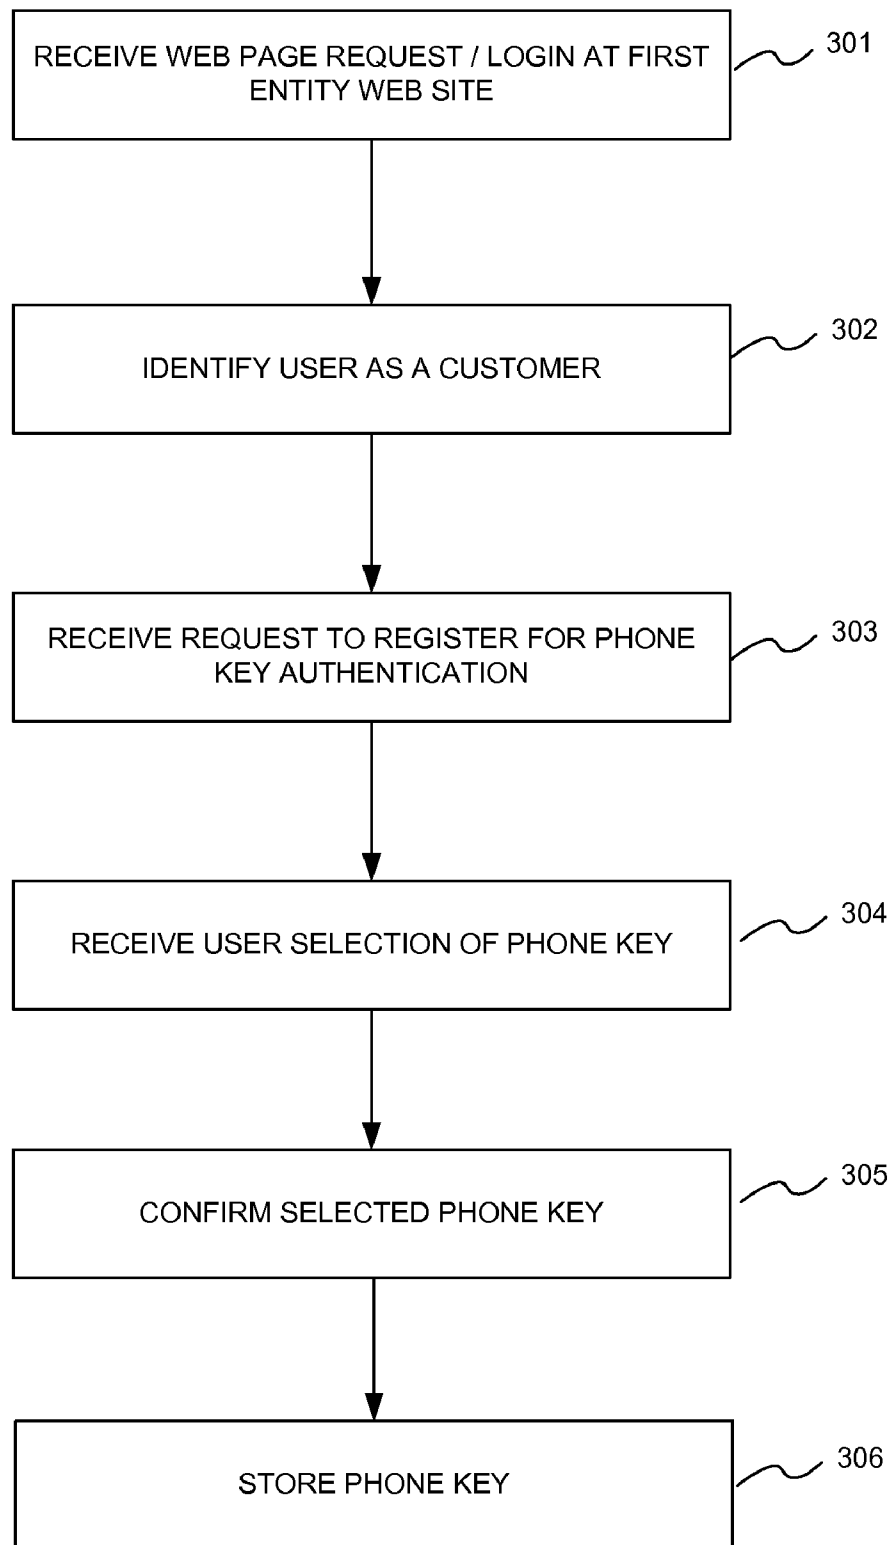 RECEIVE WEB PAGE REQUEST / LOGIN AT FIRST
ENTITY WEB SITE
301
IDENTIFY USER AS A CUSTOMER
302
RECEIVE REQUEST TO REGISTER FOR PHONE
KEY AUTHENTICATION
303
RECEIVE USER SELECTION OF PHONE KEY
304
CONFIRM SELECTED PHONE KEY
305
STORE PHONE KEY
306